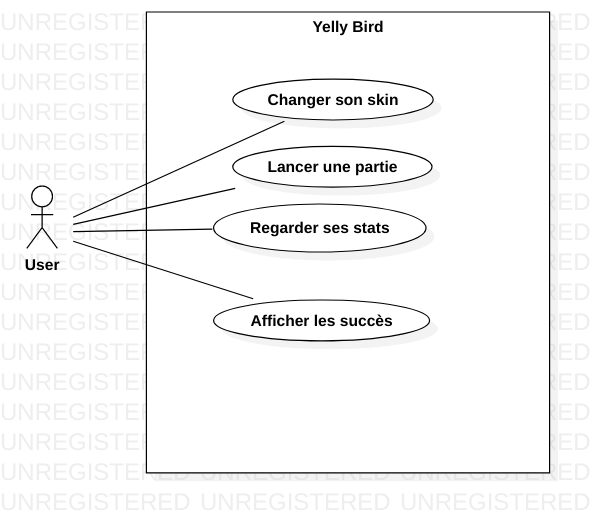 UNREGISTERED UNREGISTERED UNREGISTERED
Yelly Bird
Changer son skin
Lancer une partie
Regarder ses stats
User
Afficher les succès